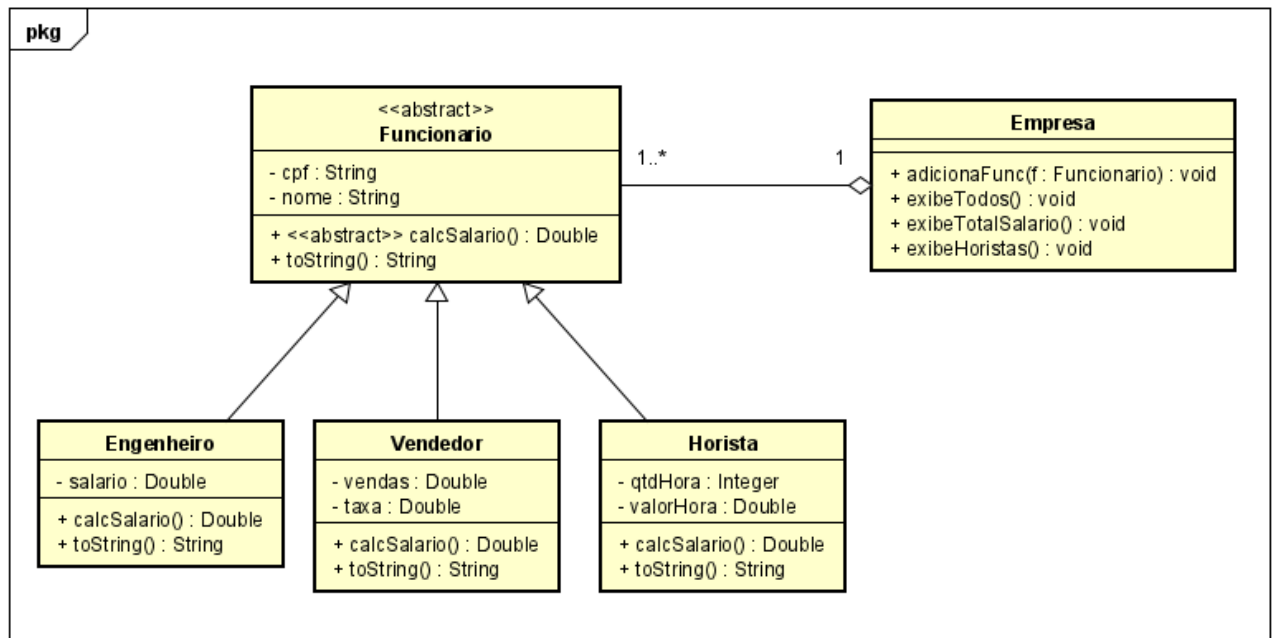 pkg
<<abstract>>
Funcionario
- cpf : String
- nome : String
+ <<abstract>> calcSalario() : Double
+ toString() : String
1..*
1
Empresa
+ adicionaFunc(f : Funcionario) : void
+ exibeTodos() : void
+ exibeTotalSalario() : void
+ exibeHoristas() : void
Engenheiro
- salario : Double
+ calcSalario() : Double
+ toString() : String
Vendedor
- vendas : Double
- taxa : Double
+ calcSalario() : Double
+ toString() : String
Horista
- qtdHora : Integer
- valorHora : Double
+ calcSalario() : Double
+ toString() : String